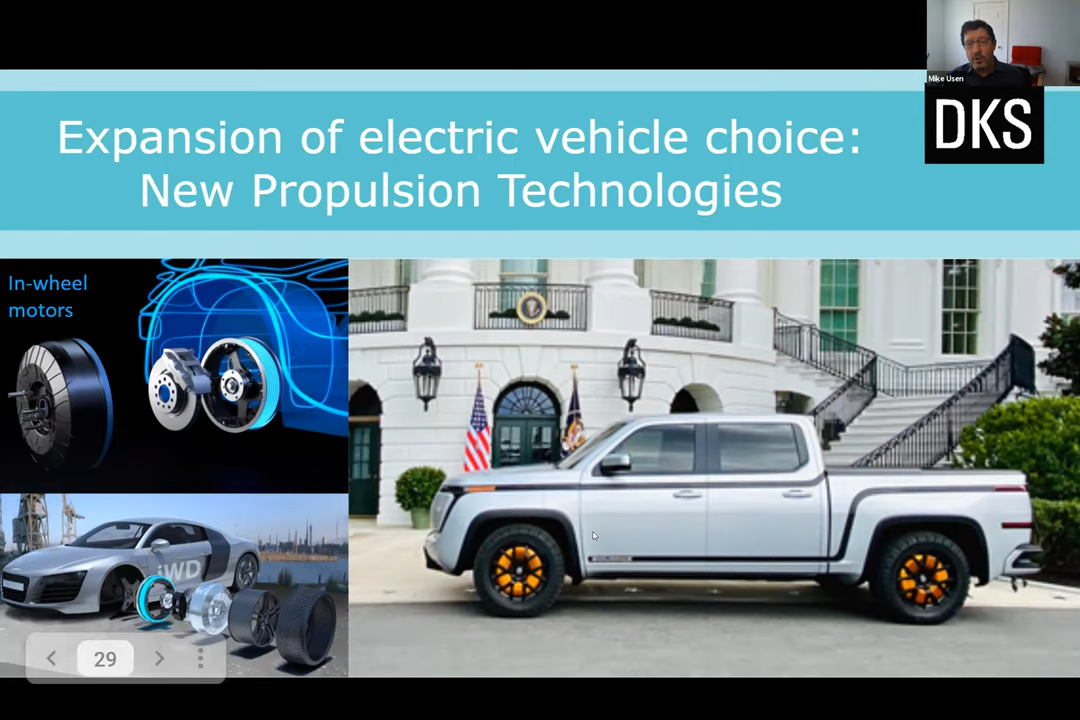 Mike Usen
DKS
Expansion of electric vehicle choice:
New Propulsion Technologies
In-wheel
motors
iWD
29